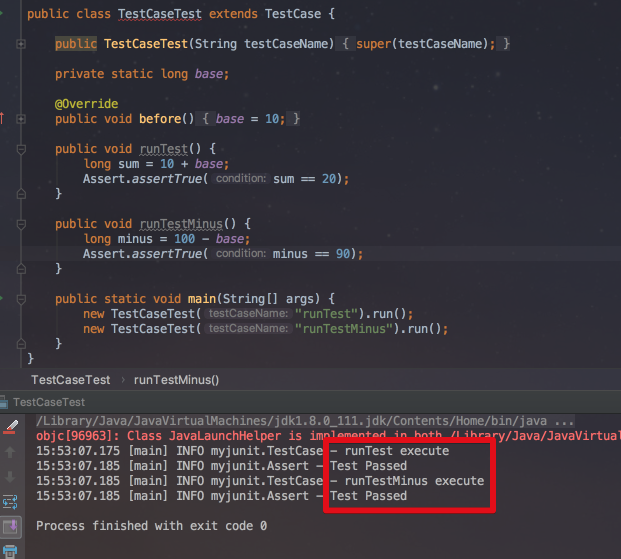 public class TestCaseTest extends TestCase {
public TestCaseTest(String testCaseName) { super(testCaseName); }
private static long base;
@Override
public void before() { base = 10; }
public void runTest() {
long sum = 10 + base;
Assert.assertTrue( condition: sum == 20);
}
public void runTestMinus() {
long minus = 100 - base;
Assert.assertTrue( condition: minus == 90);
}
public static void main(String[] args) {
new TestCaseTest( testCaseName: "runTest").run();
new TestCaseTest( testCaseName: "runTestMinus").run();
}
}
TestCaseTest › runTestMinus()
TestCaseTest
/Library/Java/JavaVirtualMachines/jdk1.8.0_111.jdk/Contents/Home/bin/java ...
objc[96963]: Class JavaLaunchHelper is implemented in both /Library/Java/JavaVirtual
15:53:07.175 [main] INFO myjunit.TestCase - runTest execute
15:53:07.185 [main] INFO myjunit.Assert - Test Passed
15:53:07.185 [main] INFO myjunit.TestCase - runTestMinus execute
15:53:07.185 [main] INFO myjunit.Assert - Test Passed
Process finished with exit code 0